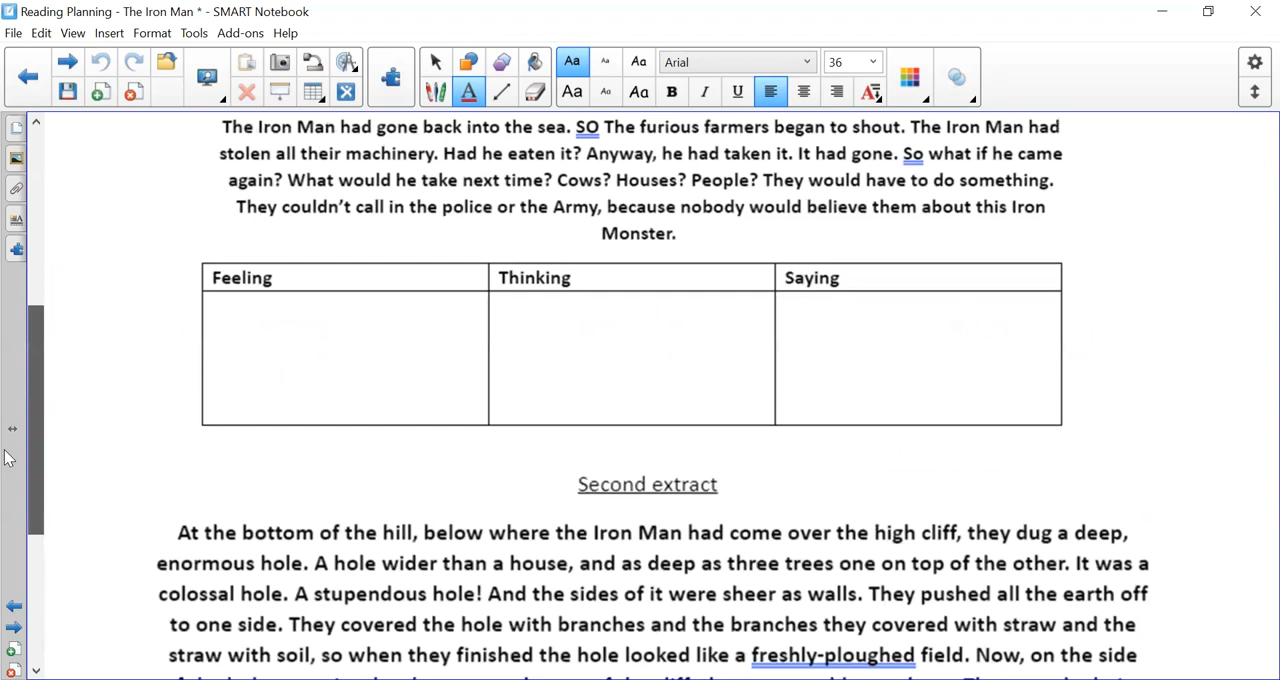 Reading Planning - The Iron Man * - SMART Notebook
File Edit View Insert Format Tools Add-ons Help
Aa Aa Aa Arial 36
Aa Aa Aa B I U
The Iron Man had gone back into the sea. SO The furious farmers began to shout. The Iron Man had
stolen all their machinery. Had he eaten it? Anyway, he had taken it. It had gone. So what if he came
again? What would he take next time? Cows? Houses? People? They would have to do something.
They couldn't call in the police or the Army, because nobody would believe them about this Iron
Monster.
Feeling Thinking Saying
Second extract
At the bottom of the hill, below where the Iron Man had come over the high cliff, they dug a deep,
enormous hole. A hole wider than a house, and as deep as three trees one on top of the other. It was a
colossal hole. A stupendous hole! And the sides of it were sheer as walls. They pushed all the earth off
to one side. They covered the hole with branches and the branches they covered with straw and the
straw with soil, so when they finished the hole looked like a freshly-ploughed field. Now, on the side